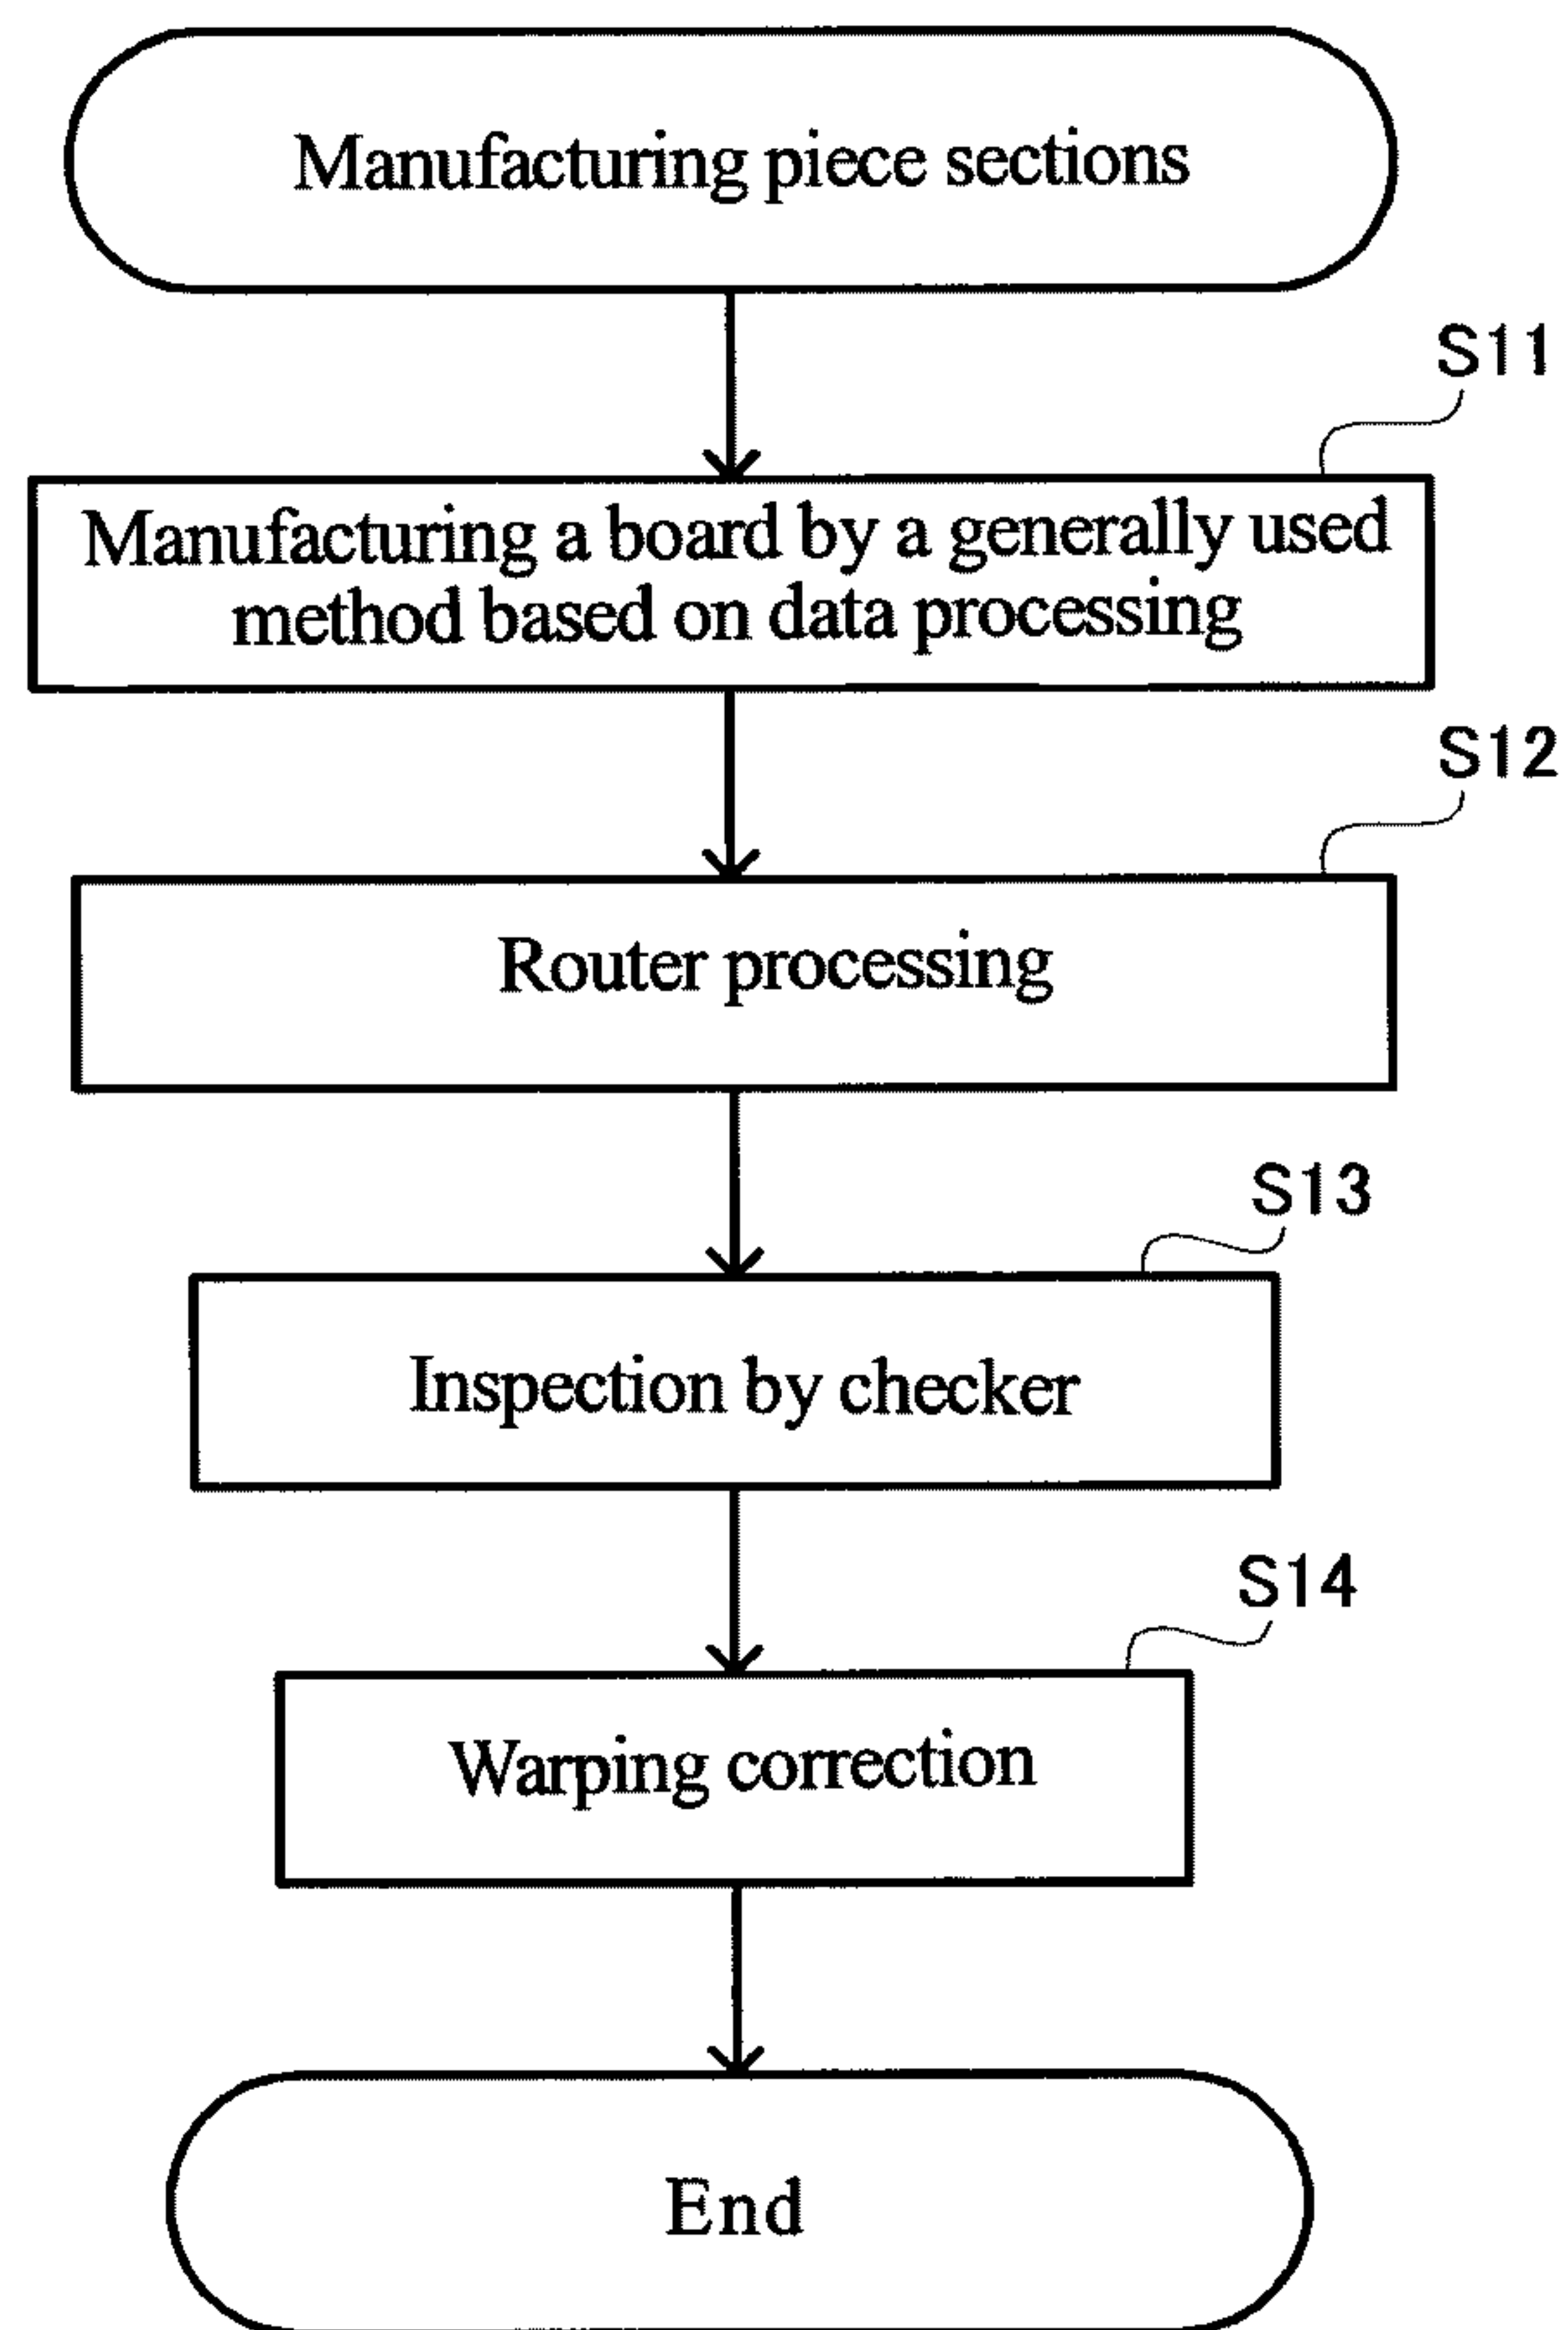 Manufacturing piece sections
S11
Manufacturing a board by a generally used
method based on data processing
S12
Router processing
S13
Inspection by checker
S14
Warping correction
End